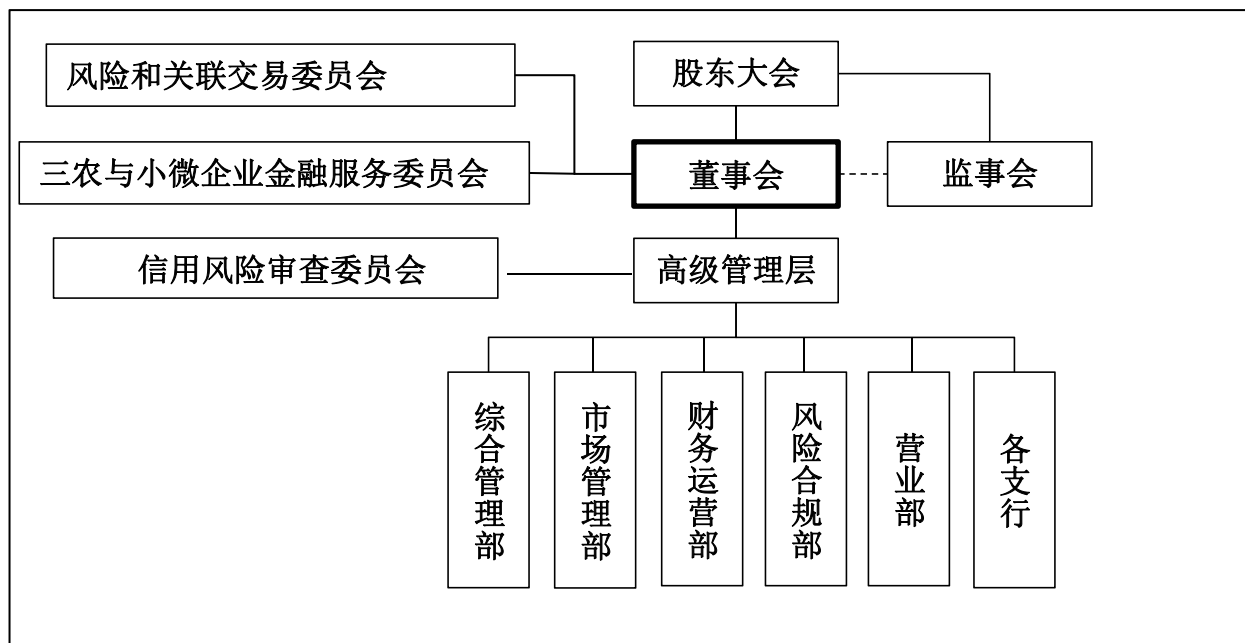 风险和关联交易委员会
股东大会
三农与小微企业金融服务委员会
董事会
监事会
信用风险审查委员会
高级管理层
综合管理部
市场管理部
财务运营部
风险合规部
营业部
各支行